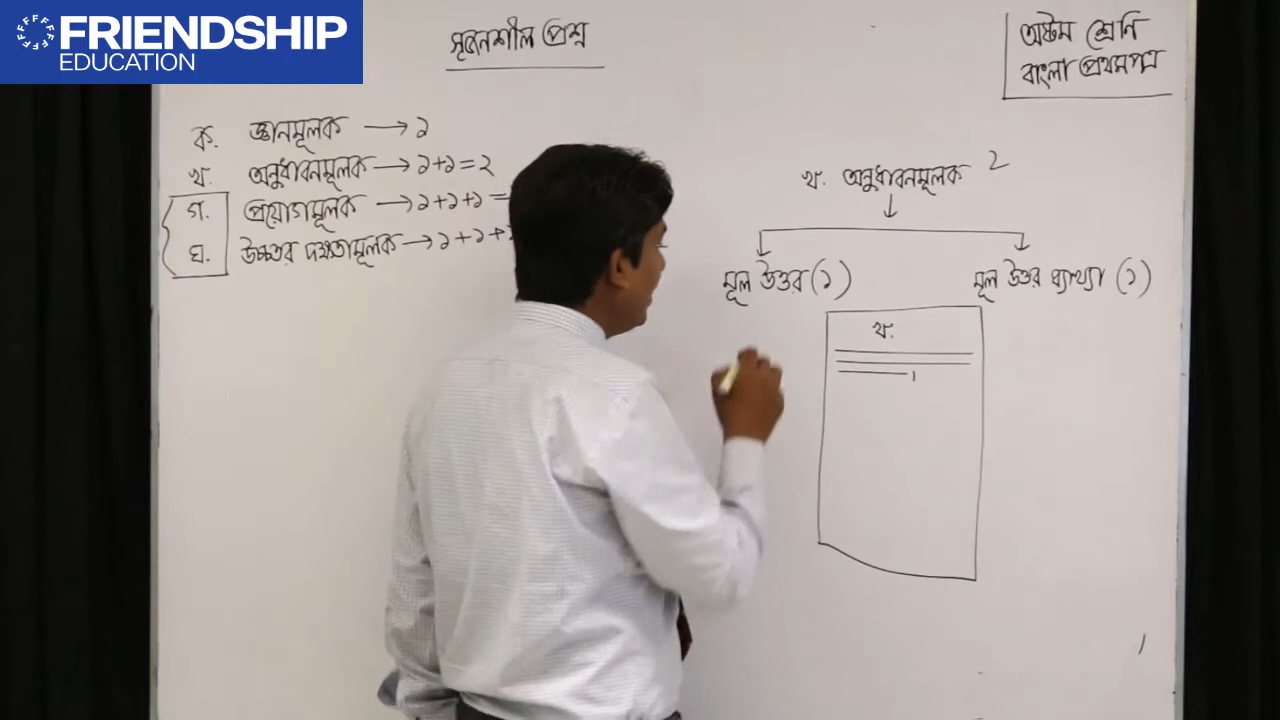 FRIENDSHIP
EDUCATION
সৃজনশীল প্রশ্ন
অষ্টম শ্রেণি
বাংলা প্রথমপত্র
ক. জ্ঞানমূলক → ১
খ. অনুধাবনমূলক → ১+১=২
গ. প্রয়োগমূলক → ১+১+১=
ঘ. উচ্চতর দক্ষতামূলক → ১+১+
খ. অনুধাবনমূলক ২
মূল উত্তর (১)
মূল উত্তর ব্যাখ্যা (১)
খ.